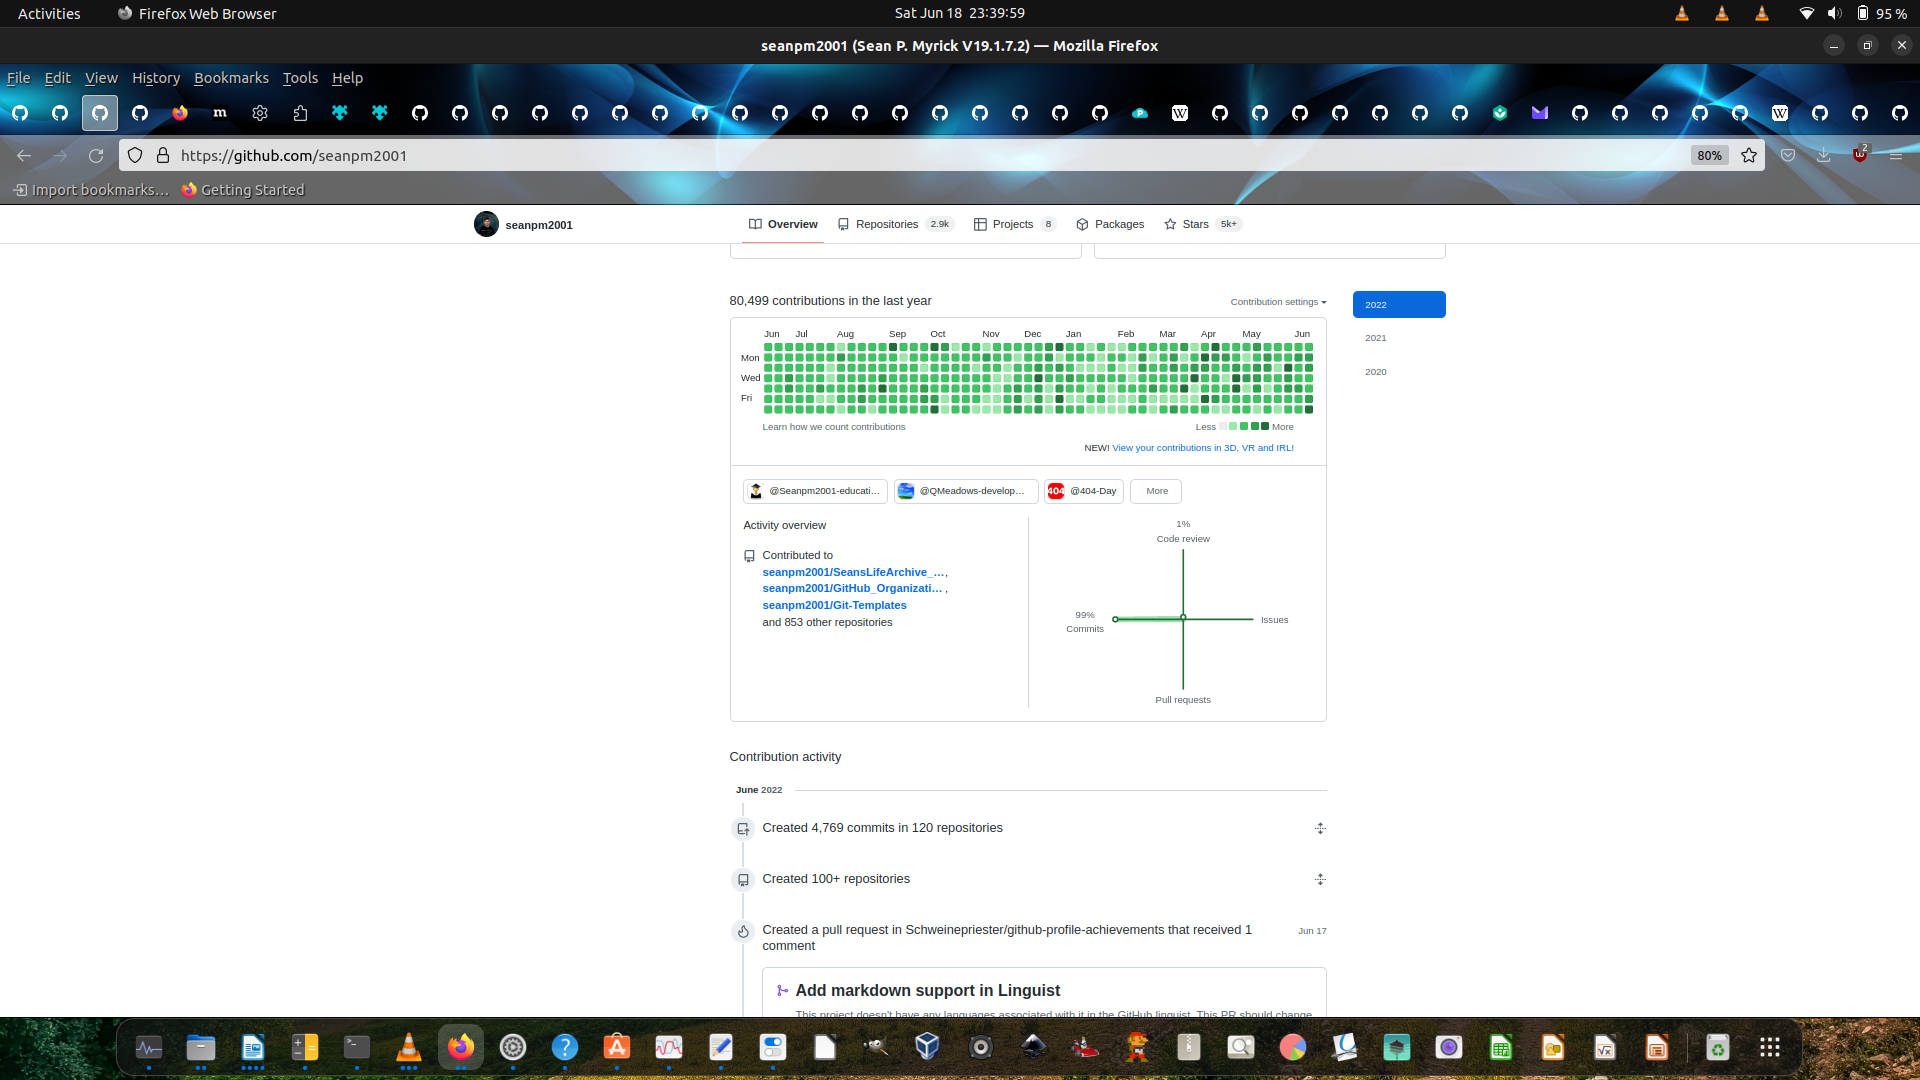 Activities
Firefox Web Browser
Sat Jun 18 23:39:59
95 %
seanpm2001 (Sean P. Myrick V19.1.7.2) — Mozilla Firefox
File Edit View History Bookmarks Tools Help
https://github.com/seanpm2001
80%
2
Import bookmarks…
Getting Started
seanpm2001
Overview
Repositories 2.9k
Projects 8
Packages
Stars 5k+
80,499 contributions in the last year
Contribution settings
2022
2021
2020
Jun Jul Aug Sep Oct Nov Dec Jan Feb Mar Apr May Jun
Mon
Wed
Fri
Learn how we count contributions
Less
More
NEW! View your contributions in 3D, VR and IRL!
@Seanpm2001-educati…
@QMeadows-develop…
404
@404-Day
More
Activity overview
Contributed to
seanpm2001/SeansLifeArchive_…,
seanpm2001/GitHub_Organizati… ,
seanpm2001/Git-Templates
and 853 other repositories
1%
Code review
99%
Commits
Issues
Pull requests
Contribution activity
June 2022
Created 4,769 commits in 120 repositories
Created 100+ repositories
Created a pull request in Schweinepriester/github-profile-achievements that received 1
comment
Jun 17
Add markdown support in Linguist
This project doesn't have any languages associated with it in the GitHub linguist. This PR should change